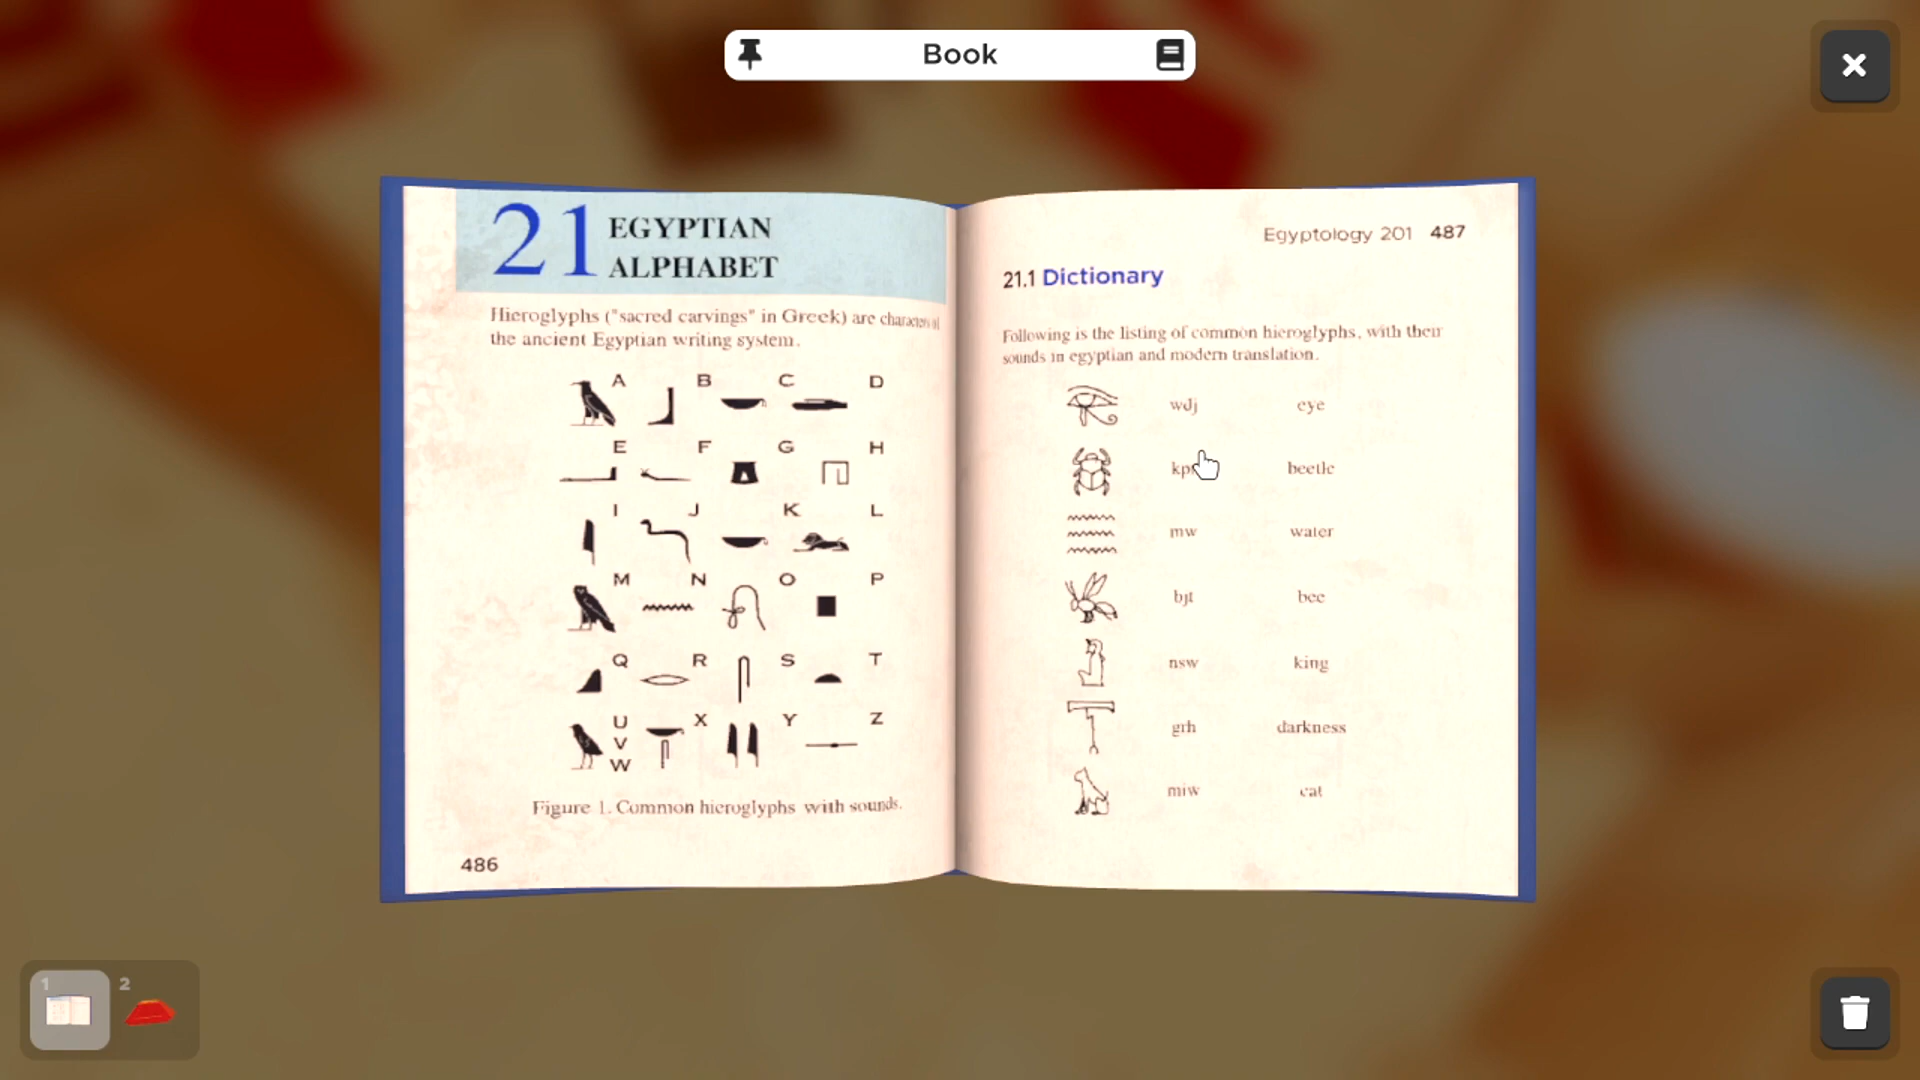 Book
21 EGYPTIAN
ALPHABET
Hieroglyphs ("sacred carvings" in Greek) are characters of
the ancient Egyptian writing system.
A B C D
E F G H
I J K L
M N O P
Q R S T
U X Y Z
V
W
Figure 1. Common hieroglyphs with sounds.
486
Egyptology 201 487
21.1 Dictionary
Following is the listing of common hieroglyphs, with their
sounds in egyptian and modern translation.
wdj eye
beetle
mw water
bjt bee
nsw king
grh darkness
miw cat
1 2